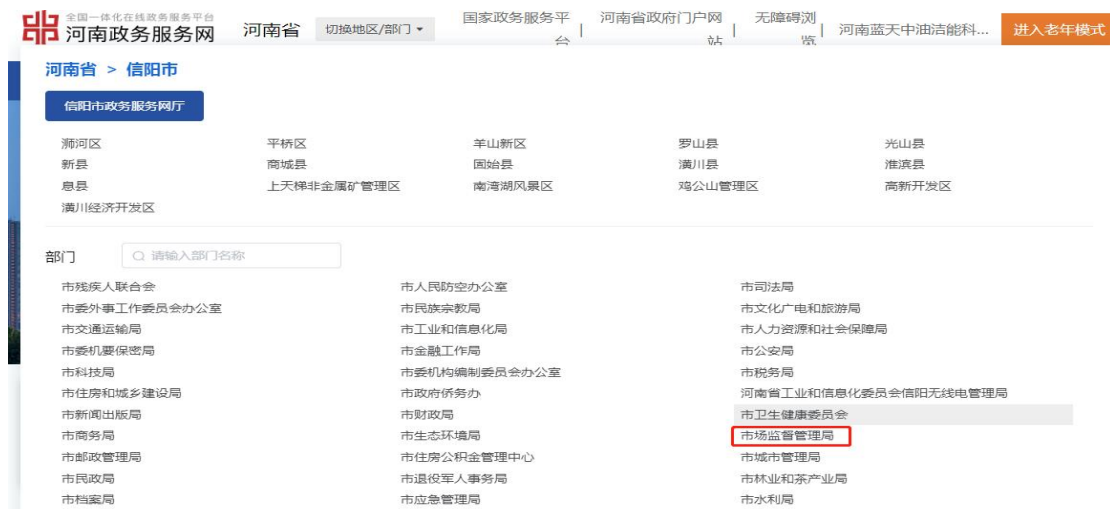 全国一体化在线政务服务平台
河南政务服务网
河南省
切换地区/部门
国家政务服务平台
|
河南省政府门户网站
|
无障碍浏览
|
河南蓝天中油洁能科...
进入老年模式
河南省 > 信阳市
信阳市政务服务网厅
浉河区 平桥区 羊山新区 罗山县 光山县
新县 商城县 固始县 潢川县 淮滨县
息县 上天梯非金属矿管理区 南湾湖风景区 鸡公山管理区 高新开发区
潢川经济开发区
部门 请输入部门名称
市残疾人联合会 市人民防空办公室 市司法局
市委外事工作委员会办公室 市民族宗教局 市文化广电和旅游局
市交通运输局 市工业和信息化局 市人力资源和社会保障局
市委机要保密局 市金融工作局 市公安局
市科技局 市委机构编制委员会办公室 市税务局
市住房和城乡建设局 市政府侨务办 河南省工业和信息化委员会信阳无线电管理局
市新闻出版局 市财政局 市卫生健康委员会
市商务局 市生态环境局 市场监督管理局
市邮政管理局 市住房公积金管理中心 市城市管理局
市民政局 市退役军人事务局 市林业和茶产业局
市档案局 市应急管理局 市水利局